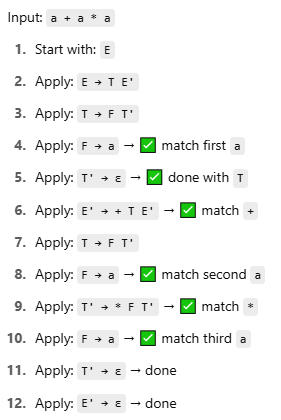 Input: a + a * a
1. Start with: E
2. Apply: E → T E'
3. Apply: T → F T'
4. Apply: F → a → ✅ match first a
5. Apply: T' → ε → ✅ done with T
6. Apply: E' → + T E' → ✅ match +
7. Apply: T → F T'
8. Apply: F → a → ✅ match second a
9. Apply: T' → * F T' → ✅ match *
10. Apply: F → a → ✅ match third a
11. Apply: T' → ε → done
12. Apply: E' → ε → done